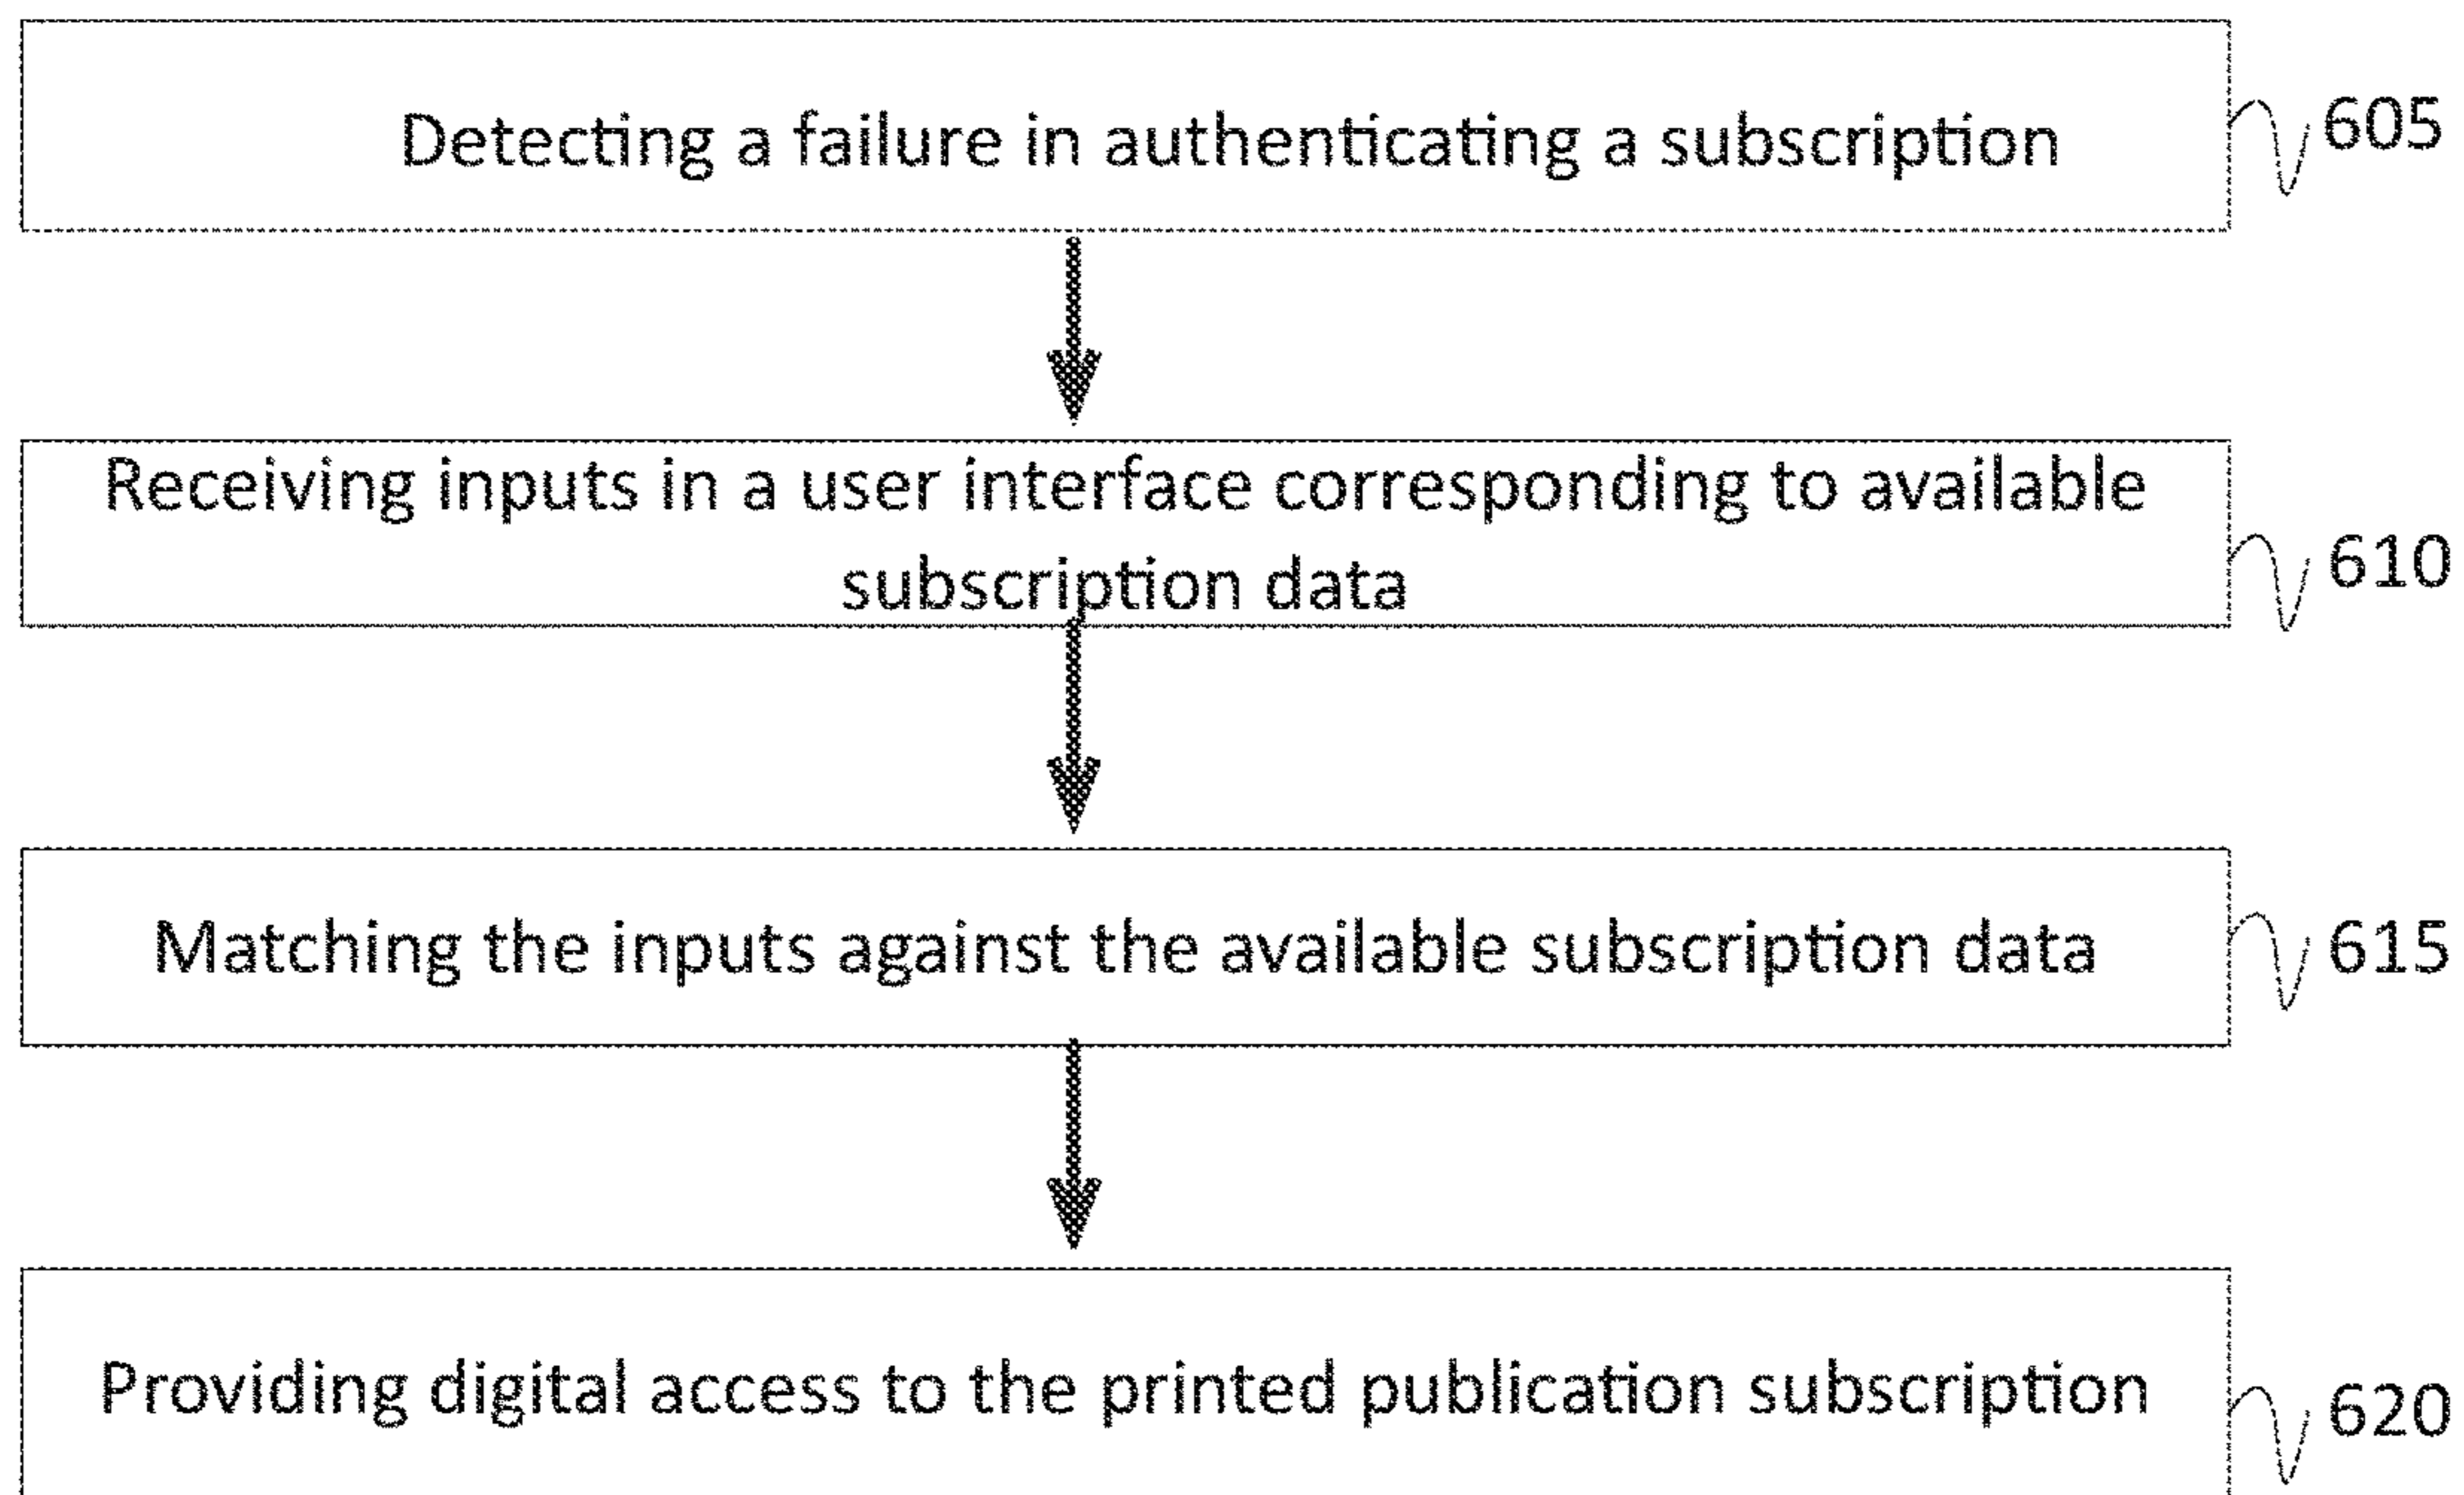 Detecting a failure in authenticating a subscription
605
Receiving inputs in a user interface corresponding to available
subscription data
610
Matching the inputs against the available subscription data
615
Providing digital access to the printed publication subscription
620